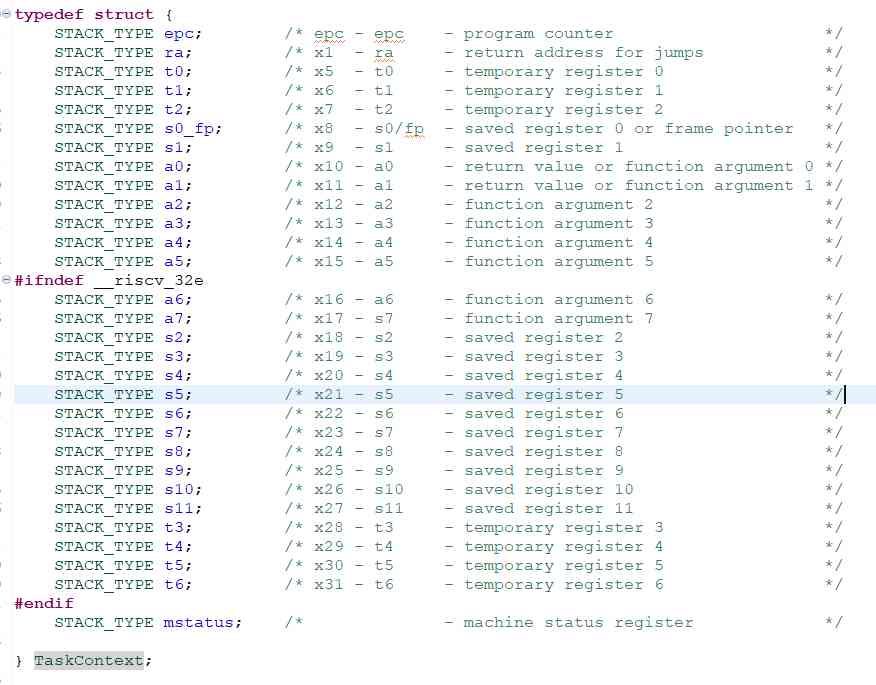 typedef struct {
    STACK_TYPE epc;        /* epc - epc    - program counter                     */
    STACK_TYPE ra;         /* x1  - ra     - return address for jumps            */
    STACK_TYPE t0;         /* x5  - t0     - temporary register 0                */
    STACK_TYPE t1;         /* x6  - t1     - temporary register 1                */
    STACK_TYPE t2;         /* x7  - t2     - temporary register 2                */
    STACK_TYPE s0_fp;      /* x8  - s0/fp  - saved register 0 or frame pointer   */
    STACK_TYPE s1;         /* x9  - s1     - saved register 1                    */
    STACK_TYPE a0;         /* x10 - a0     - return value or function argument 0 */
    STACK_TYPE a1;         /* x11 - a1     - return value or function argument 1 */
    STACK_TYPE a2;         /* x12 - a2     - function argument 2                 */
    STACK_TYPE a3;         /* x13 - a3     - function argument 3                 */
    STACK_TYPE a4;         /* x14 - a4     - function argument 4                 */
    STACK_TYPE a5;         /* x15 - a5     - function argument 5                 */
#ifndef __riscv_32e
    STACK_TYPE a6;         /* x16 - a6     - function argument 6                 */
    STACK_TYPE a7;         /* x17 - s7     - function argument 7                 */
    STACK_TYPE s2;         /* x18 - s2     - saved register 2                    */
    STACK_TYPE s3;         /* x19 - s3     - saved register 3                    */
    STACK_TYPE s4;         /* x20 - s4     - saved register 4                    */
    STACK_TYPE s5;         /* x21 - s5     - saved register 5                    */
    STACK_TYPE s6;         /* x22 - s6     - saved register 6                    */
    STACK_TYPE s7;         /* x23 - s7     - saved register 7                    */
    STACK_TYPE s8;         /* x24 - s8     - saved register 8                    */
    STACK_TYPE s9;         /* x25 - s9     - saved register 9                    */
    STACK_TYPE s10;        /* x26 - s10    - saved register 10                   */
    STACK_TYPE s11;        /* x27 - s11    - saved register 11                   */
    STACK_TYPE t3;         /* x28 - t3     - temporary register 3                */
    STACK_TYPE t4;         /* x29 - t4     - temporary register 4                */
    STACK_TYPE t5;         /* x30 - t5     - temporary register 5                */
    STACK_TYPE t6;         /* x31 - t6     - temporary register 6                */
#endif
    STACK_TYPE mstatus;    /*              - machine status register             */
} TaskContext;